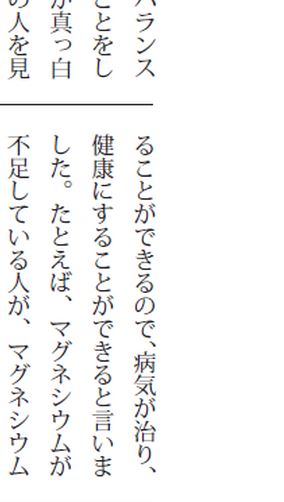 バランス
ことをし
が真っ白
の人を見
ることができるので、病気が治り、
健康にすることができると言いま
した。たとえば、マグネシウムが
不足している人が、マグネシウム